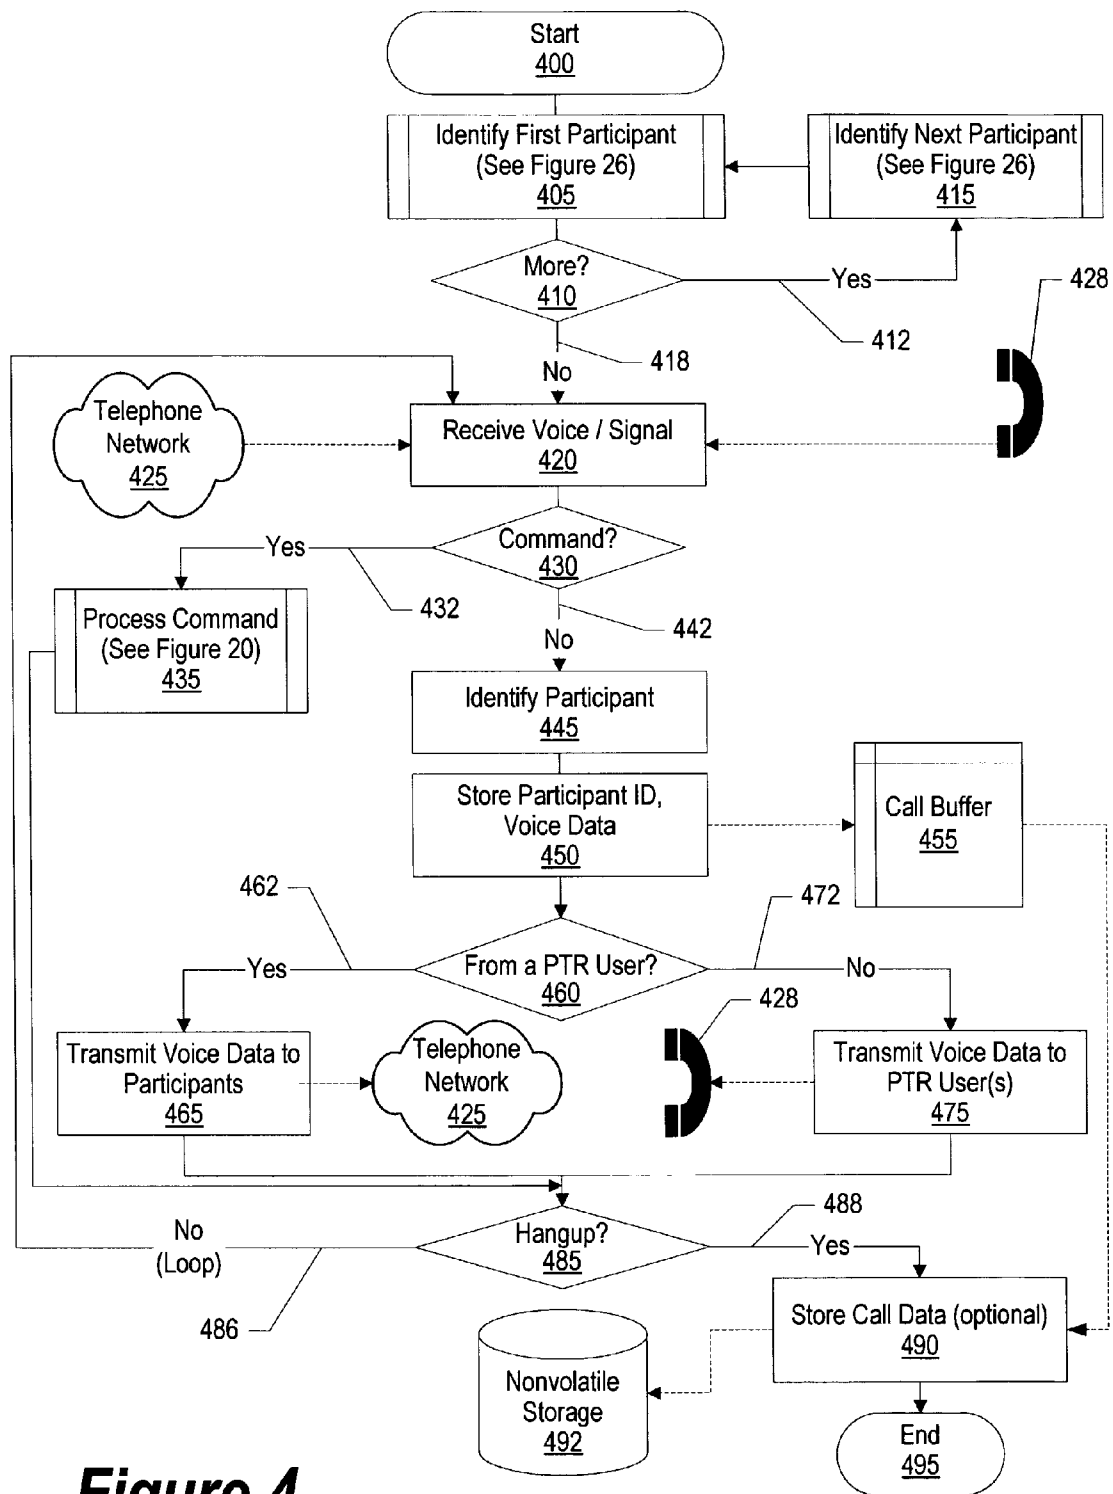 Start
400
Identify First Participant
(See Figure 26)
405
Identify Next Participant
(See Figure 26)
415
More?
410
Yes
428
412
418
No
Telephone
Network
425
Receive Voice / Signal
420
Command?
430
Yes
432
442
No
Process Command
(See Figure 20)
435
Identify Participant
445
Store Participant ID,
Voice Data
450
Call Buffer
455
462
472
From a PTR User?
460
Yes
No
428
Transmit Voice Data to
Participants
465
Telephone
Network
425
Transmit Voice Data to
PTR User(s)
475
488
Hangup?
485
No
(Loop)
Yes
486
Store Call Data (optional)
490
Nonvolatile
Storage
492
End
495
Figure 4